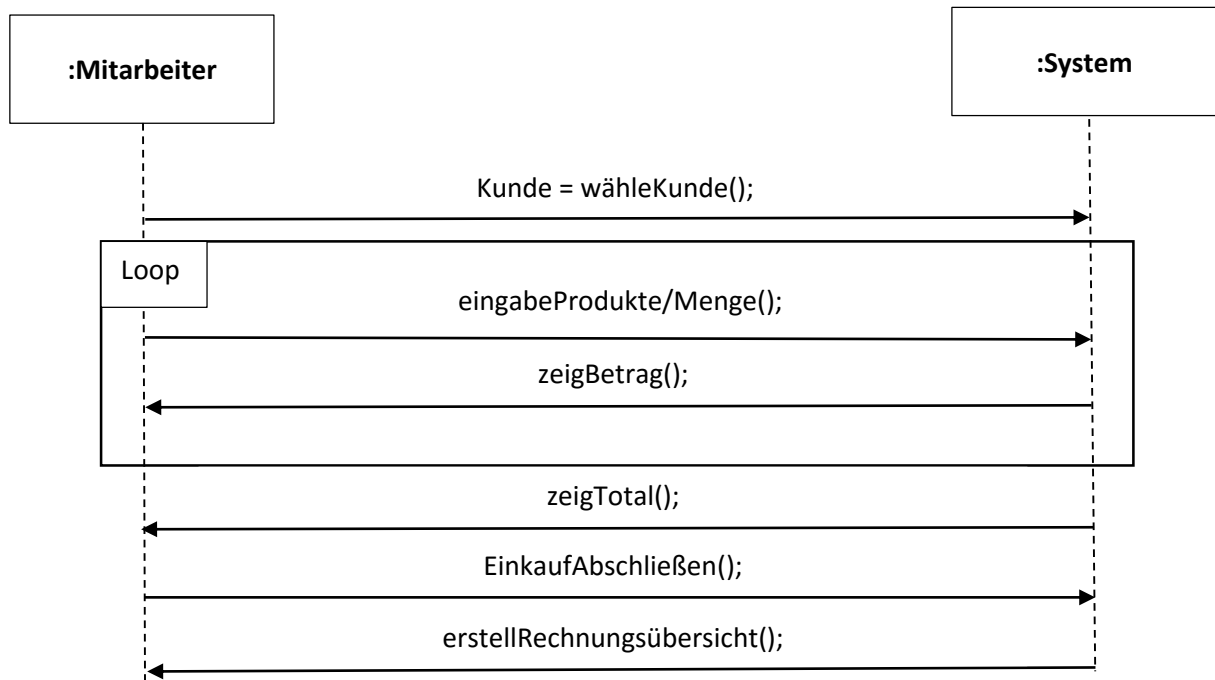 :Mitarbeiter
:System
Kunde = wähleKunde();
Loop
eingabeProdukte/Menge();
zeigBetrag();
zeigTotal();
EinkaufAbschließen();
erstellRechnungsübersicht();